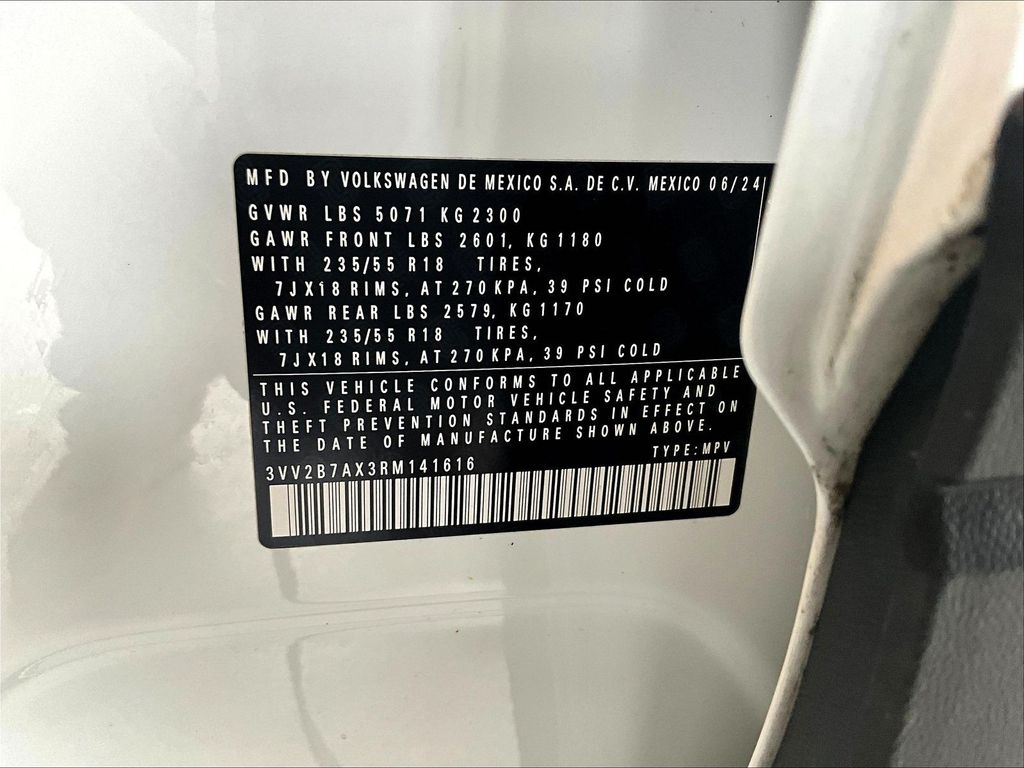 MFD BY VOLKSWAGEN DE MEXICO S.A. DE C.V. MEXICO 06/24
GVWR LBS 5071 KG 2300
GAWR FRONT LBS 2601, KG 1180
WITH 235/55 R18 TIRES,
7JX18 RIMS, AT 270 KPA, 39 PSI COLD
GAWR REAR LBS 2579, KG 1170
WITH 235/55 R18 TIRES,
7JX18 RIMS, AT 270 KPA, 39 PSI COLD
THIS VEHICLE CONFORMS TO ALL APPLICABLE
U.S. FEDERAL MOTOR VEHICLE SAFETY AND
THEFT PREVENTION STANDARDS IN EFFECT ON
THE DATE OF MANUFACTURE SHOWN ABOVE.
3VV2B7AX3RM141616 TYPE: MPV